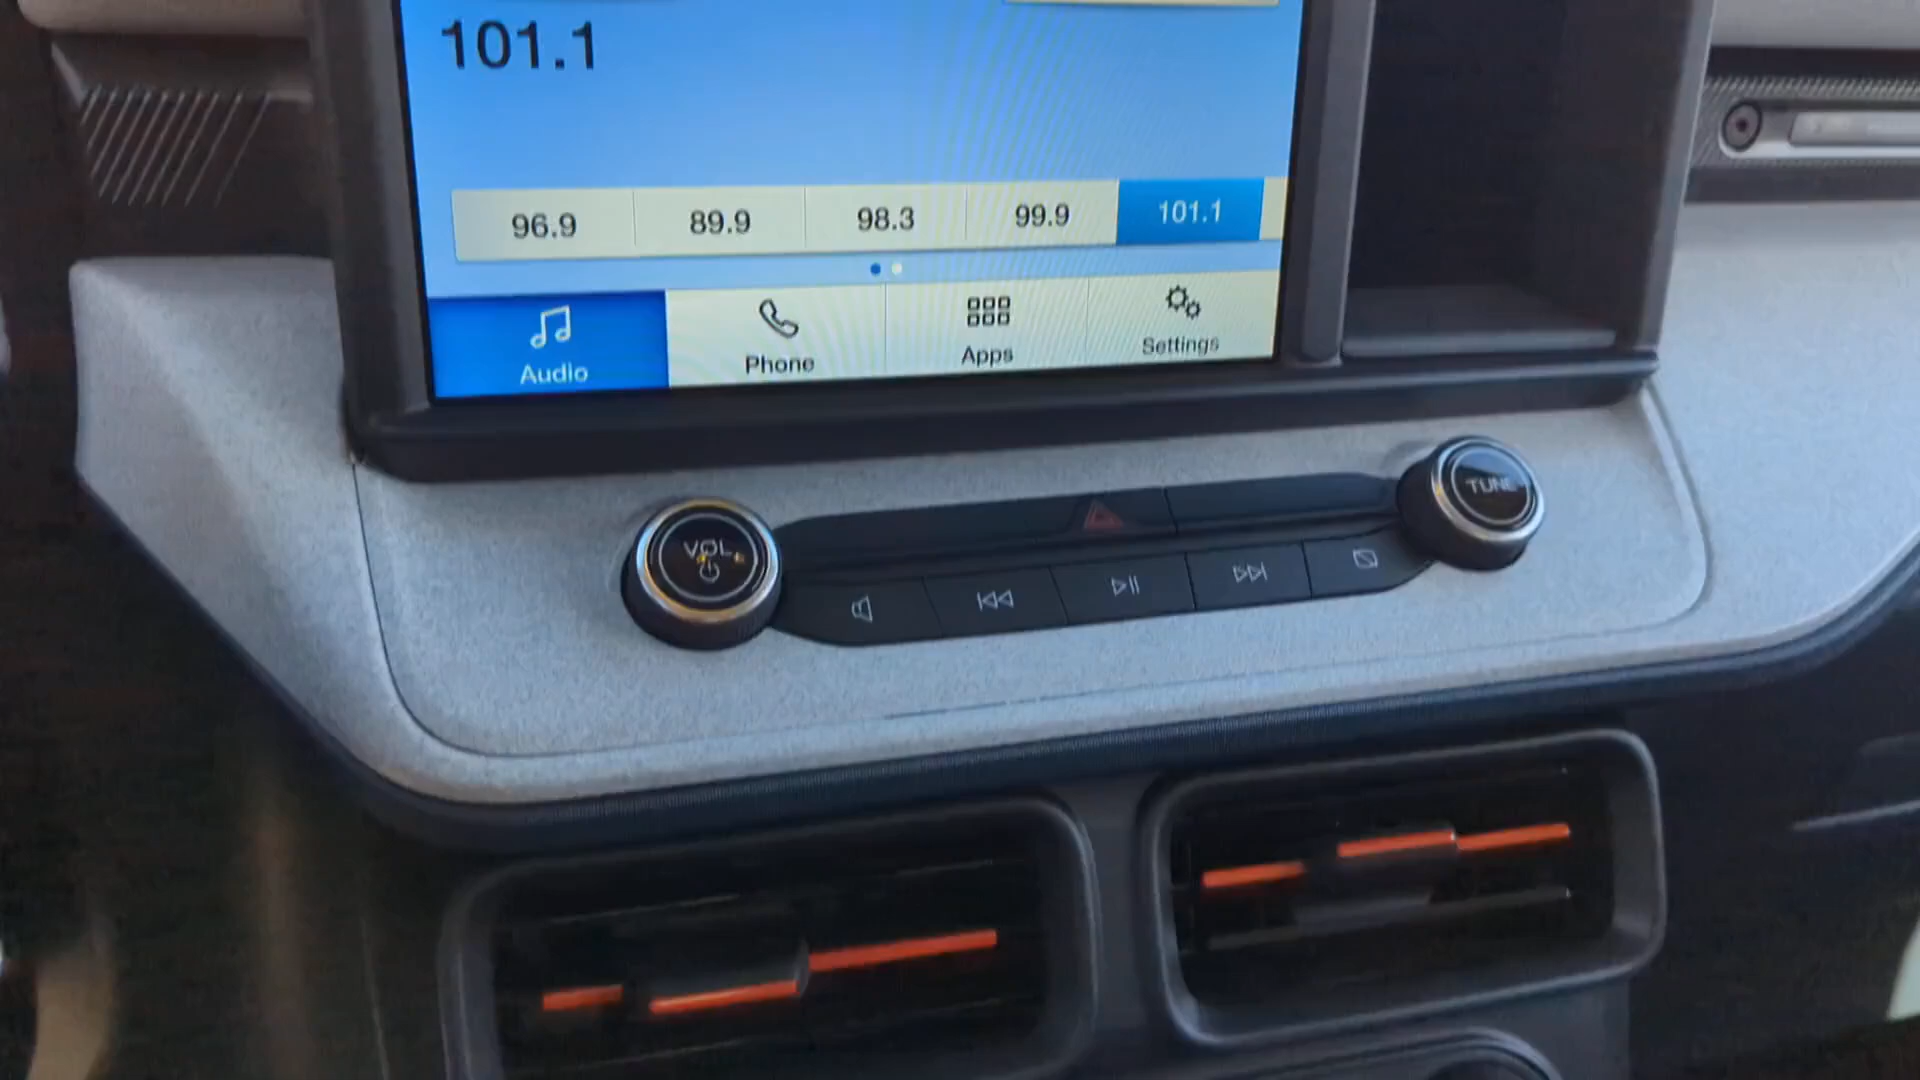 101.1
96.9 89.9 98.3 99.9 101.1
Audio Phone Apps Settings
VOL
TUNE